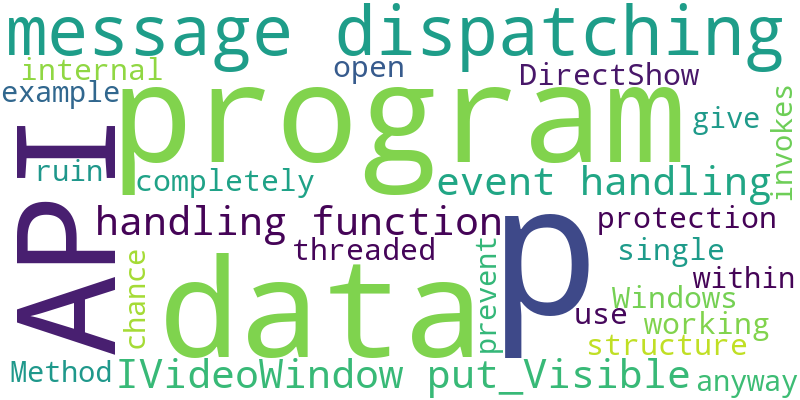 message dispatching
internal
open
DirectShow
example
program
give
invokes
API
ruin
completely
event handling
handling function
p
protection
threaded
single
data
chance
prevent
within
Windows
use
working
structure
Method
IVideoWindow put_Visible
anyway